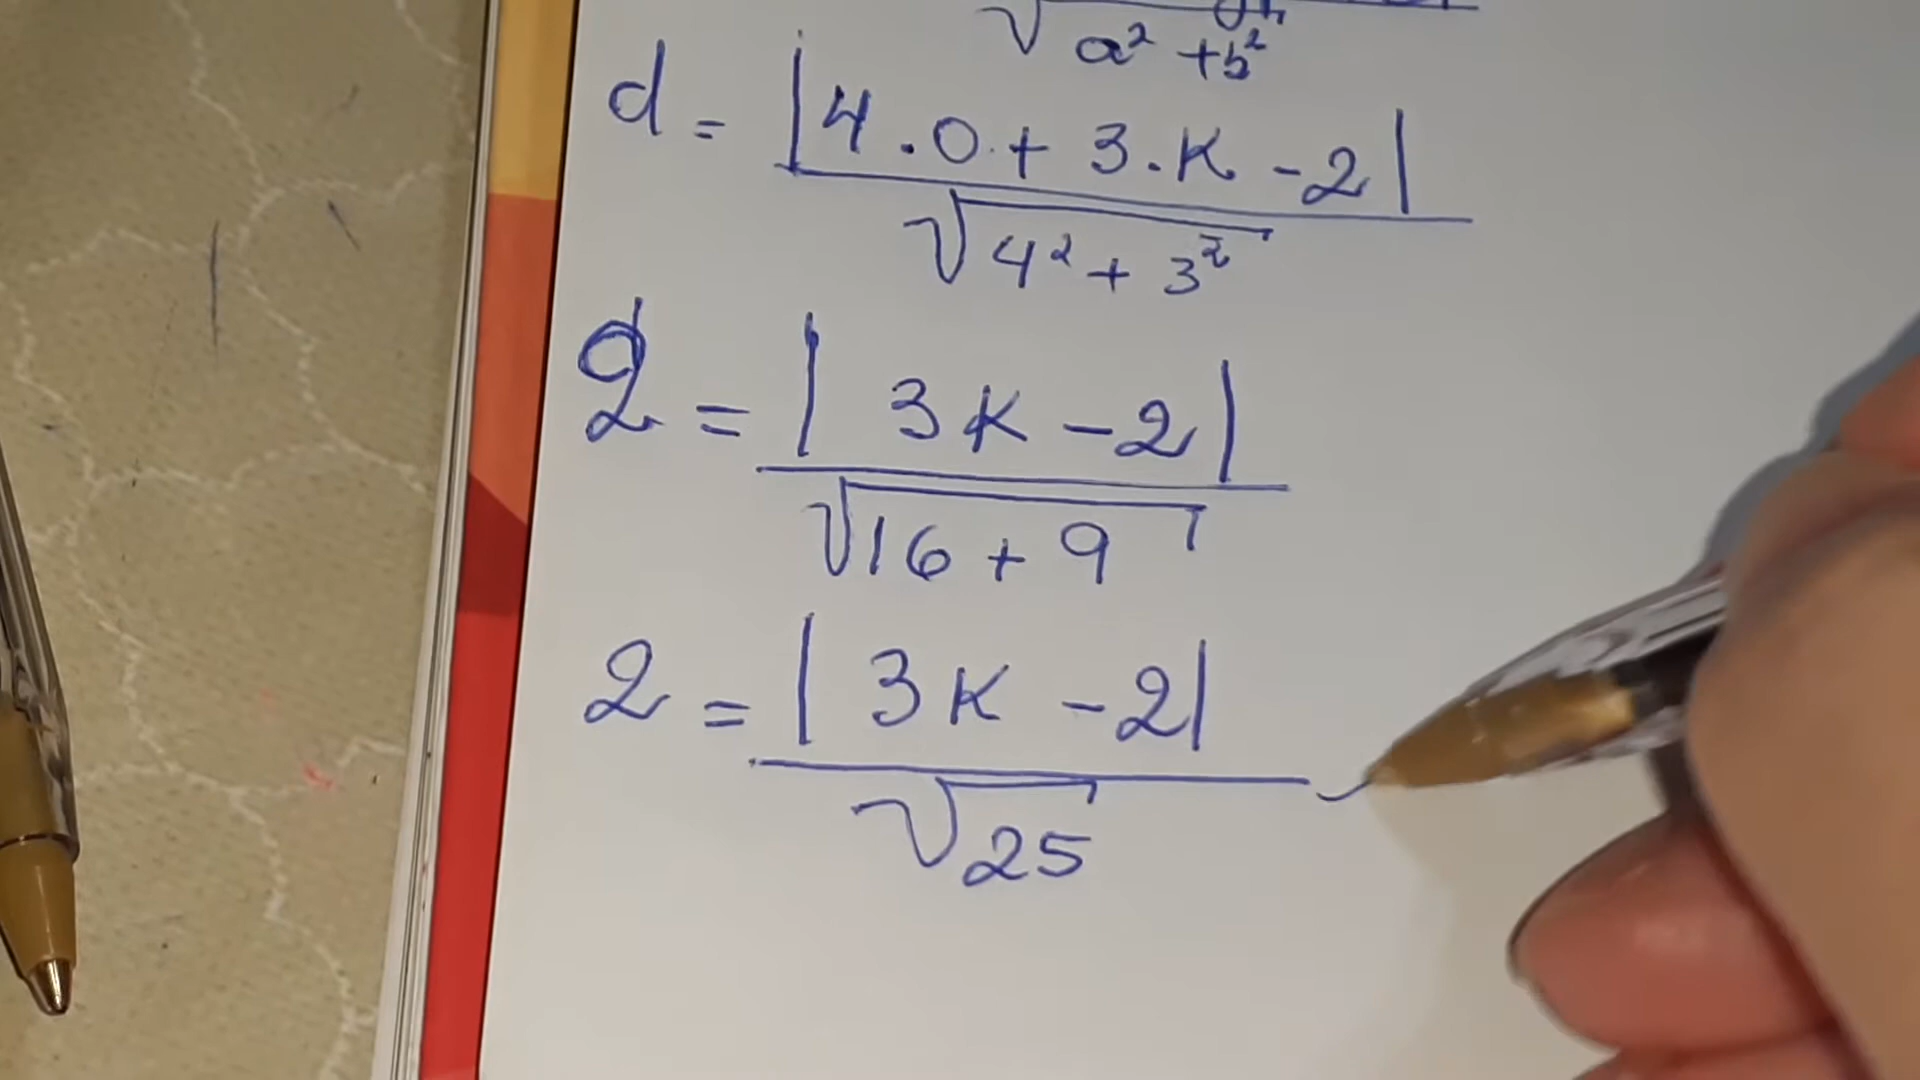 √a² + b²
d = |4.0 + 3.K - 2|
√4² + 3²
2 = | 3K - 2|
√16 + 9
2 = | 3K - 2|
√25